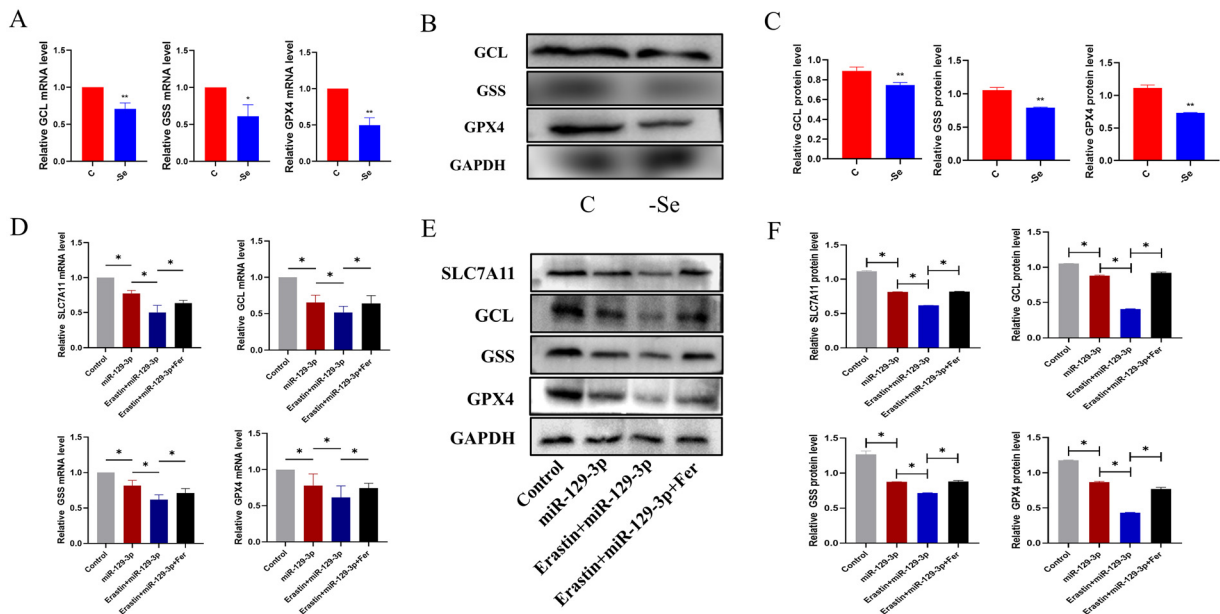 A
Relative GCL mRNA level
1.5
1.0
0.5
0.0
**
C
-Se
Relative GSS mRNA level
1.5
1.0
0.5
0.0
*
C
-Se
Relative GPX4 mRNA level
1.5
1.0
0.5
0.0
**
C
-Se
B
GCL
GSS
GPX4
GAPDH
C -Se
C
Relative GCL protein level
1.0
0.8
0.6
0.4
0.2
0.0
**
C
-Se
Relative GSS protein level
1.5
1.0
0.5
0.0
**
C
-Se
Relative GPX4 protein level
1.5
1.0
0.5
0.0
**
C
-Se
D
Relative SLC7A11 mRNA level
1.5
1.0
0.5
0.0
*
*
*
Control
miR-129-3p
Erastin+miR-129-3p
Erastin+miR-129-3p+Fer
Relative GCL mRNA level
1.5
1.0
0.5
0.0
*
*
*
Control
miR-129-3p
Erastin+miR-129-3p
Erastin+miR-129-3p+Fer
Relative GSS mRNA level
1.5
1.0
0.5
0.0
*
*
*
Control
miR-129-3p
Erastin+miR-129-3p
Erastin+miR-129-3p+Fer
Relative GPX4 mRNA level
1.5
1.0
0.5
0.0
*
*
*
Control
miR-129-3p
Erastin+miR-129-3p
Erastin+miR-129-3p+Fer
E
SLC7A11
GCL
GSS
GPX4
GAPDH
Control
miR-129-3p
Erastin+miR-129-3p
Erastin+miR-129-3p+Fer
F
Relative SLC7A11 protein level
1.5
1.0
0.5
0.0
*
*
*
Control
miR-129-3p
Erastin+miR-129-3p
Erastin+miR-129-3p+Fer
Relative GCL protein level
1.5
1.0
0.5
0.0
*
*
*
Control
miR-129-3p
Erastin+miR-129-3p
Erastin+miR-129-3p+Fer
Relative GSS protein level
1.5
1.0
0.5
0.0
*
*
*
Control
miR-129-3p
Erastin+miR-129-3p
Erastin+miR-129-3p+Fer
Relative GPX4 protein level
1.5
1.0
0.5
0.0
*
*
*
Control
miR-129-3p
Erastin+miR-129-3p
Erastin+miR-129-3p+Fer